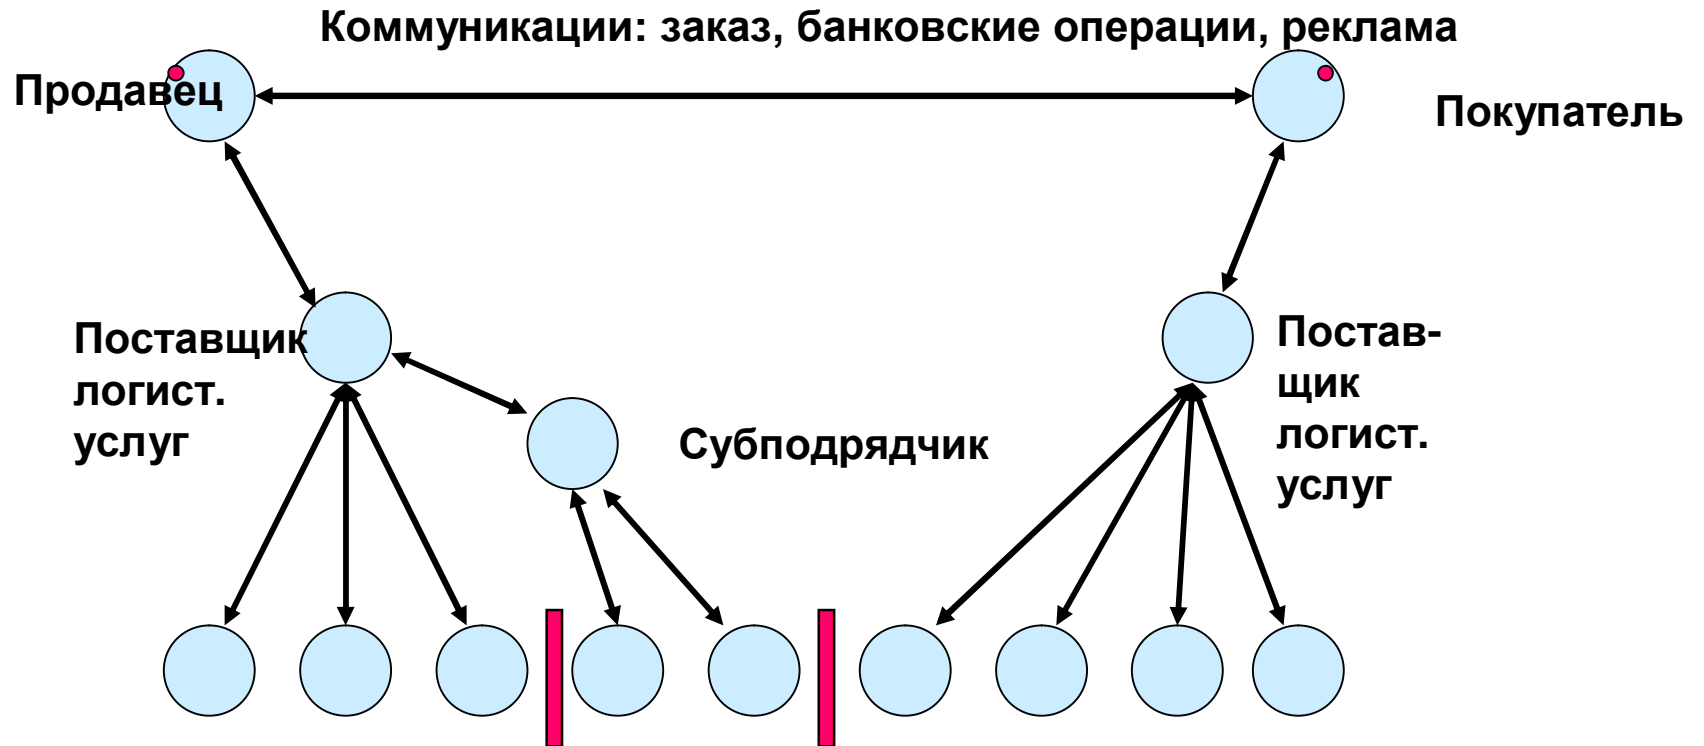 Коммуникации: заказ, банковские операции, реклама
Продавец
Покупатель
Поставщик
логист.
услуг
Субподрядчик
Постав-
щик
логист.
услуг